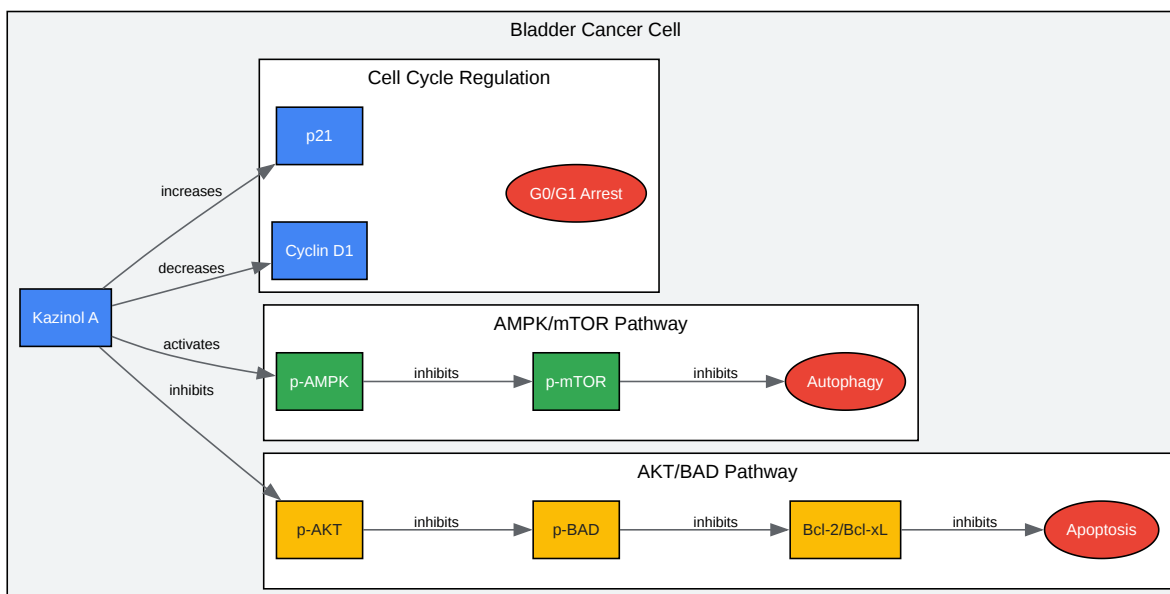 Bladder Cancer Cell
Cell Cycle Regulation
p21
G0/G1 Arrest
increases
Cyclin D1
decreases
Kazinol A
AMPK/mTOR Pathway
activates
p-AMPK
inhibits
p-mTOR
inhibits
Autophagy
inhibits
AKT/BAD Pathway
p-AKT
inhibits
p-BAD
inhibits
Bcl-2/Bcl-xL
inhibits
Apoptosis